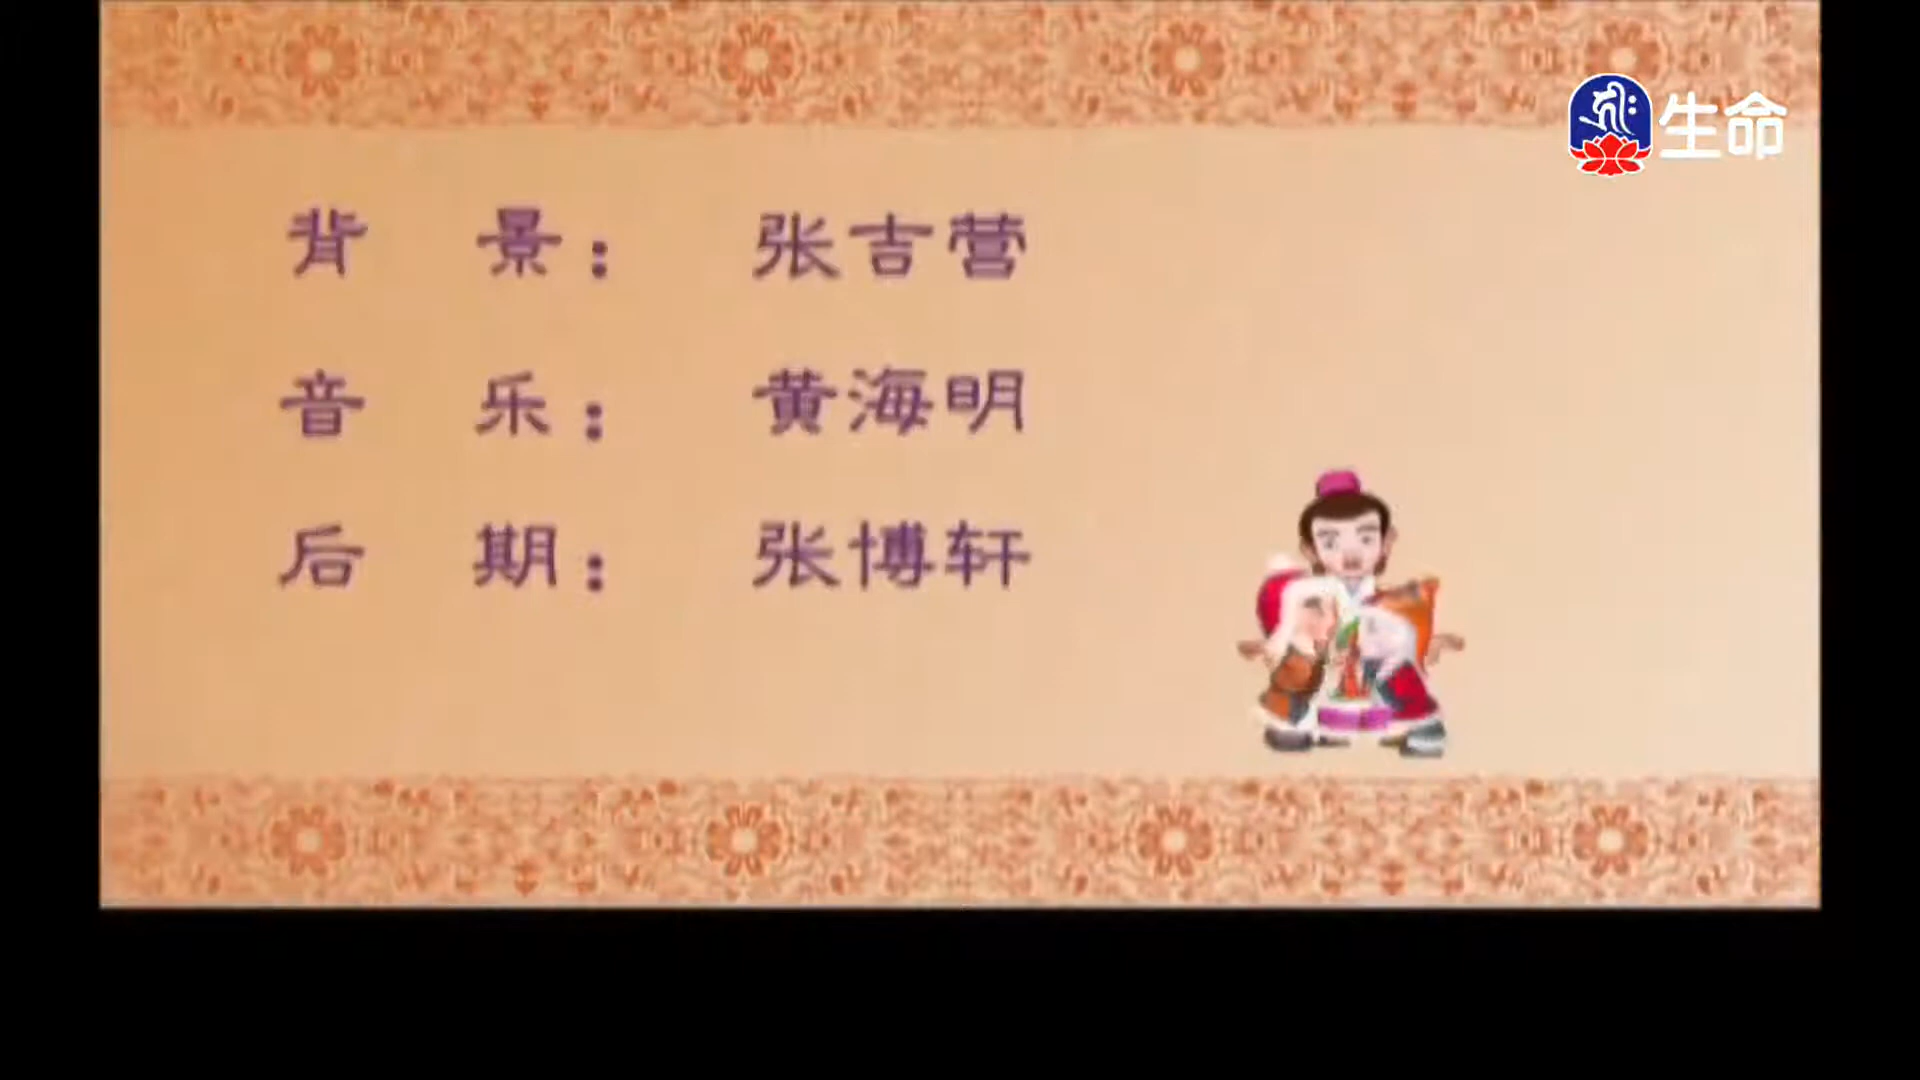 生命
背 景： 张吉营
音 乐： 黄海明
后 期： 张博轩